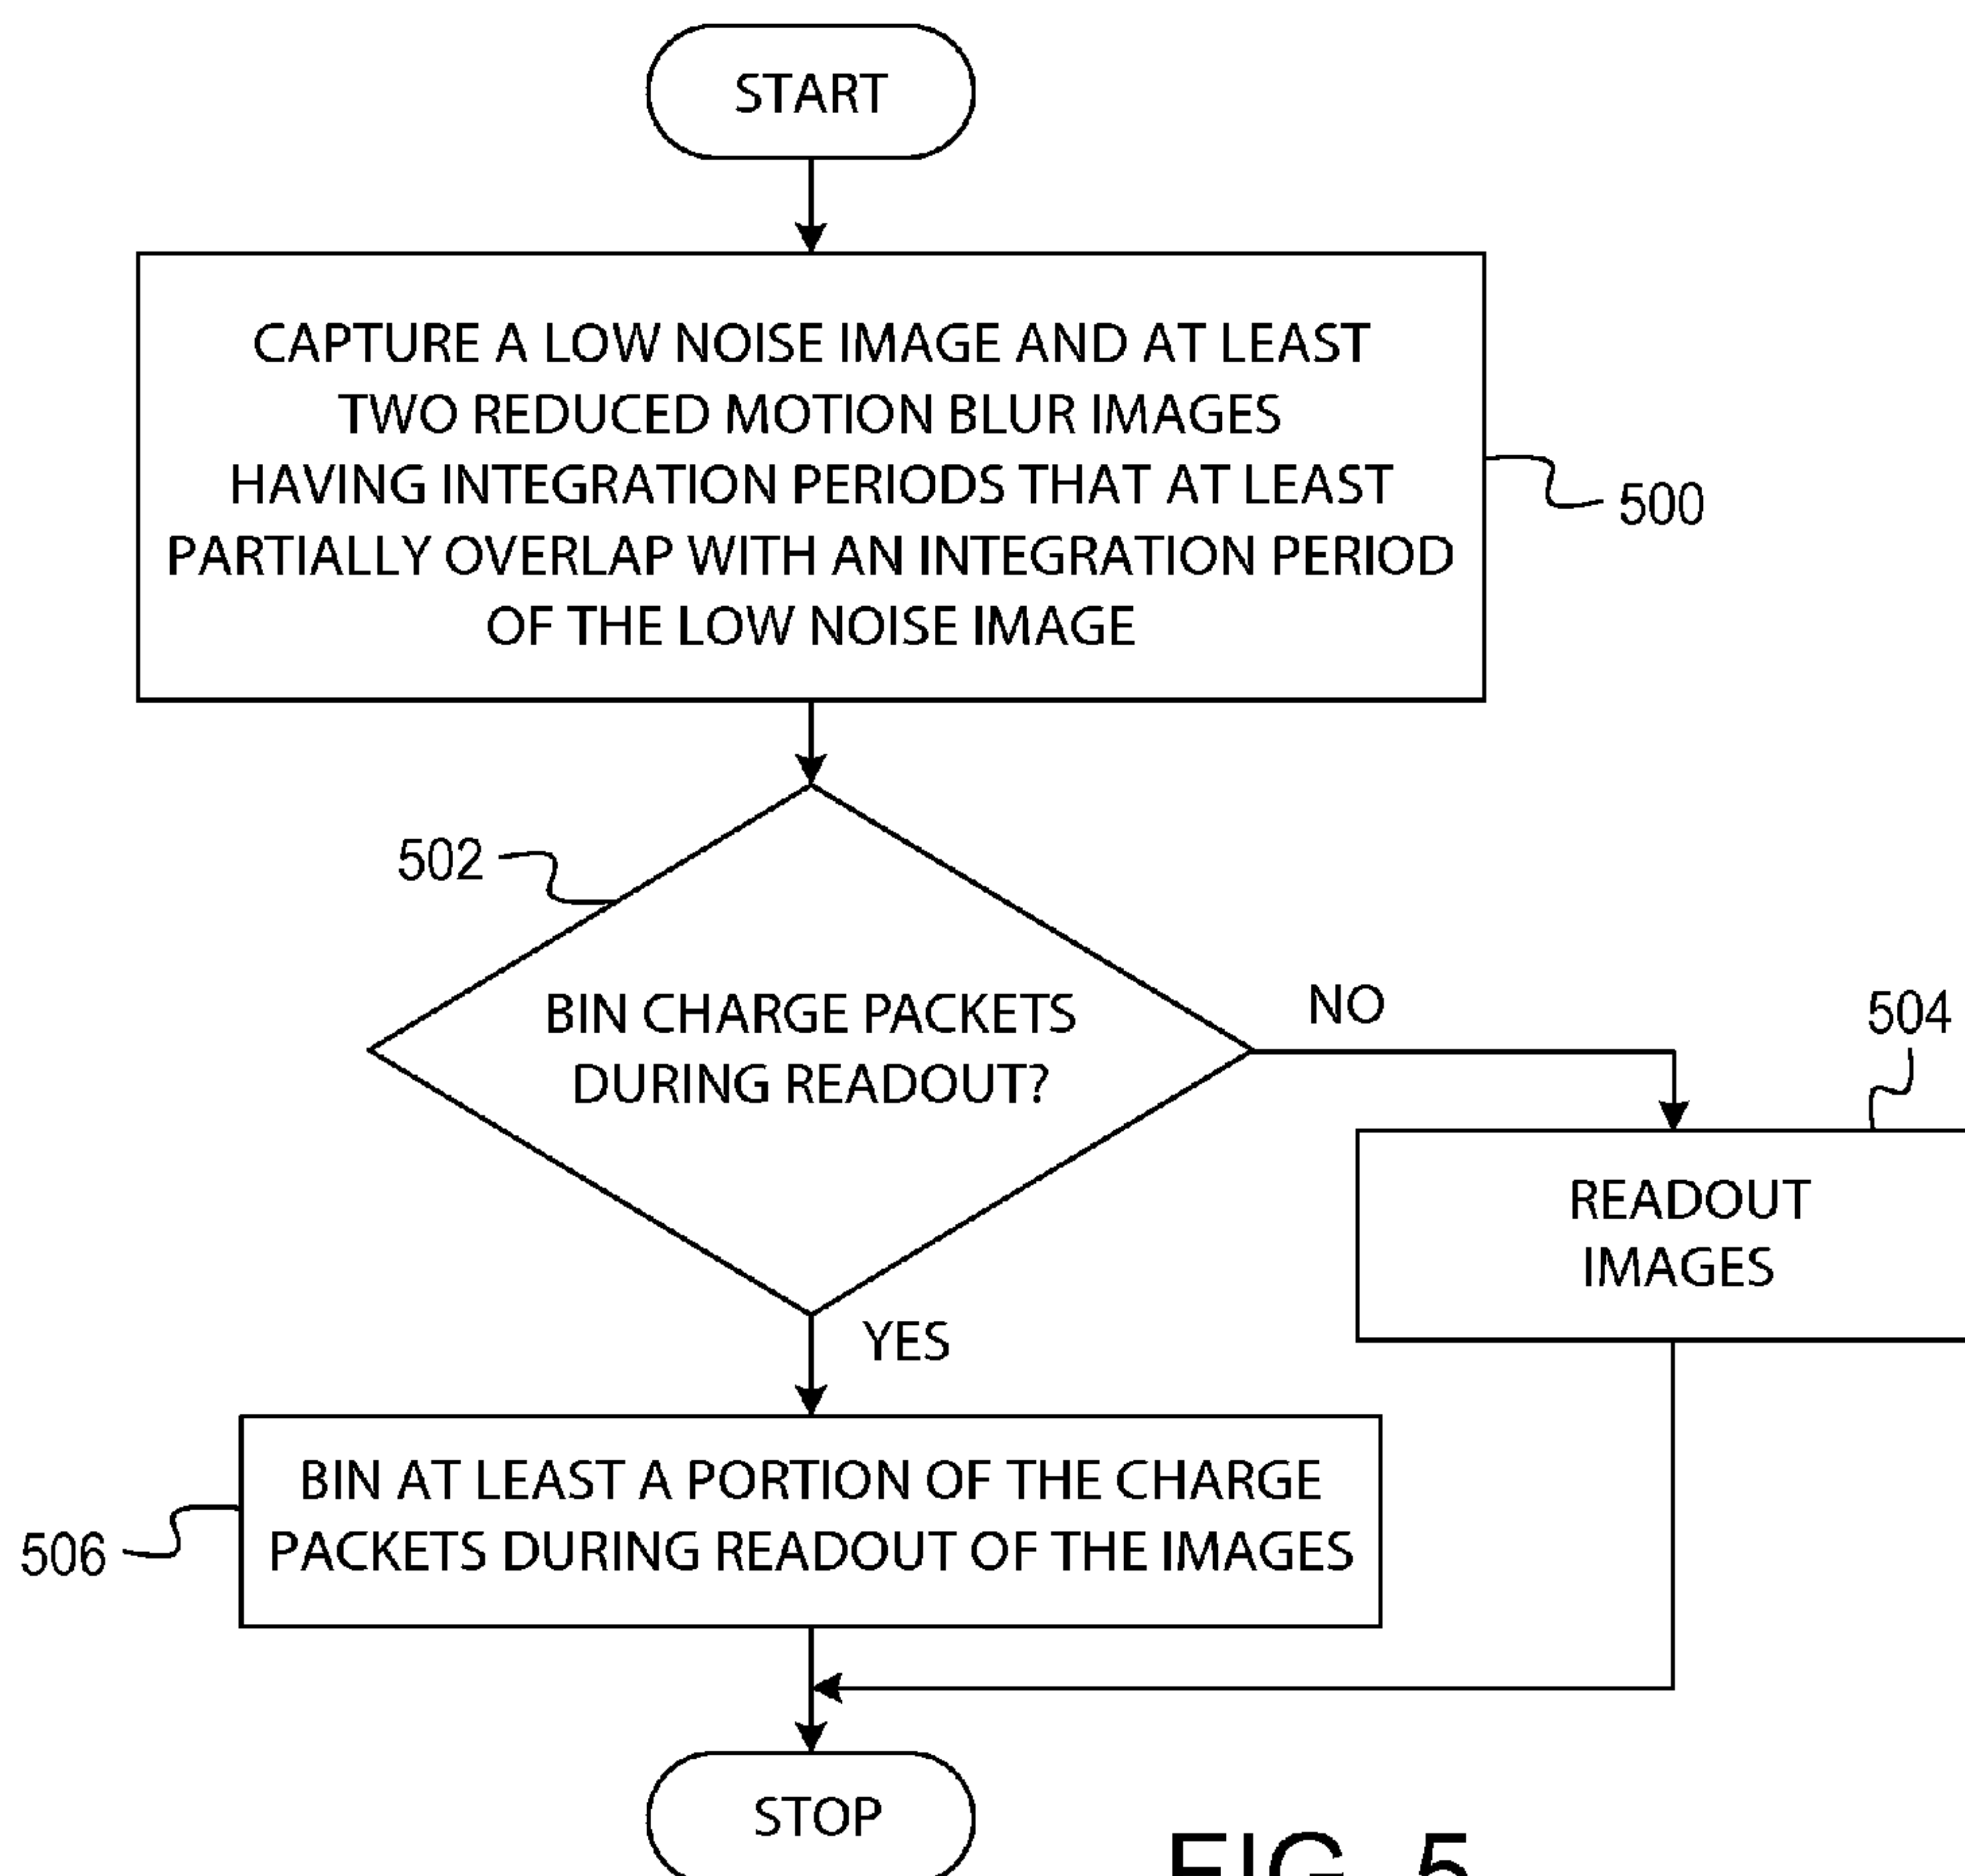 START
CAPTURE A LOW NOISE IMAGE AND AT LEAST
TWO REDUCED MOTION BLUR IMAGES
HAVING INTEGRATION PERIODS THAT AT LEAST
PARTIALLY OVERLAP WITH AN INTEGRATION PERIOD
OF THE LOW NOISE IMAGE
500
502
BIN CHARGE PACKETS
DURING READOUT?
NO
504
READOUT
IMAGES
YES
BIN AT LEAST A PORTION OF THE CHARGE
PACKETS DURING READOUT OF THE IMAGES
506
STOP
FIG. 5